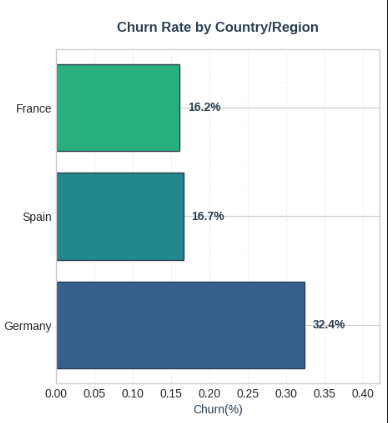 Churn Rate by Country/Region
France
16.2%
Spain
16.7%
Germany
32.4%
0.00 0.05 0.10 0.15 0.20 0.25 0.30 0.35 0.40
Churn(%)